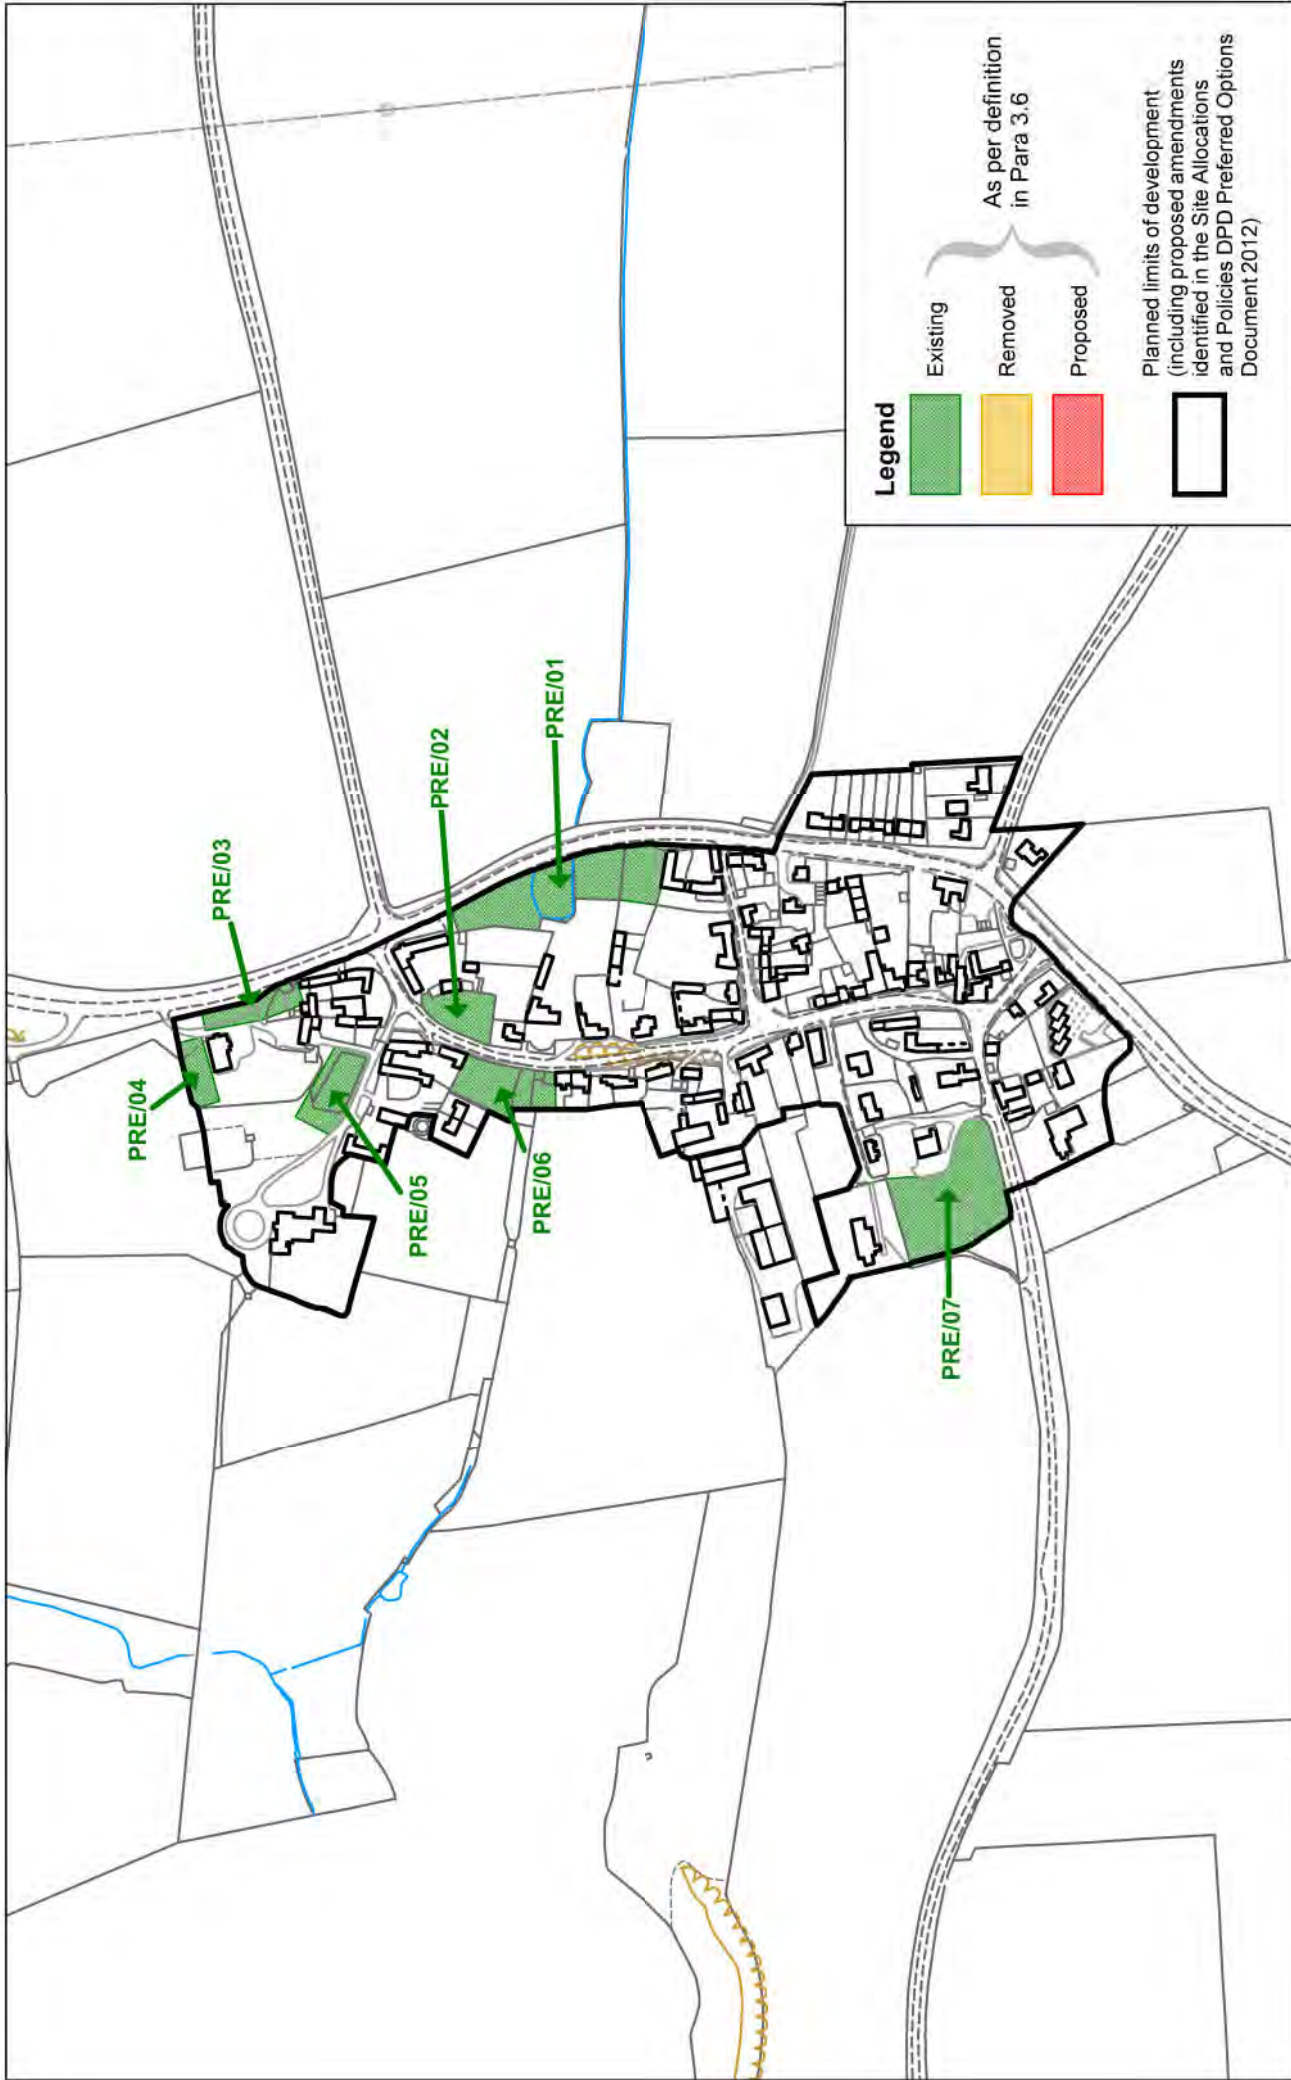 PRE/04
PRE/03
PRE/05
PRE/02
PRE/06
PRE/01
PRE/07
Legend
Existing
Removed
Proposed
As per definition
in Para 3.6
Planned limits of development
(including proposed amendments
identified in the Site Allocations
and Policies DPD Preferred Options
Document 2012)